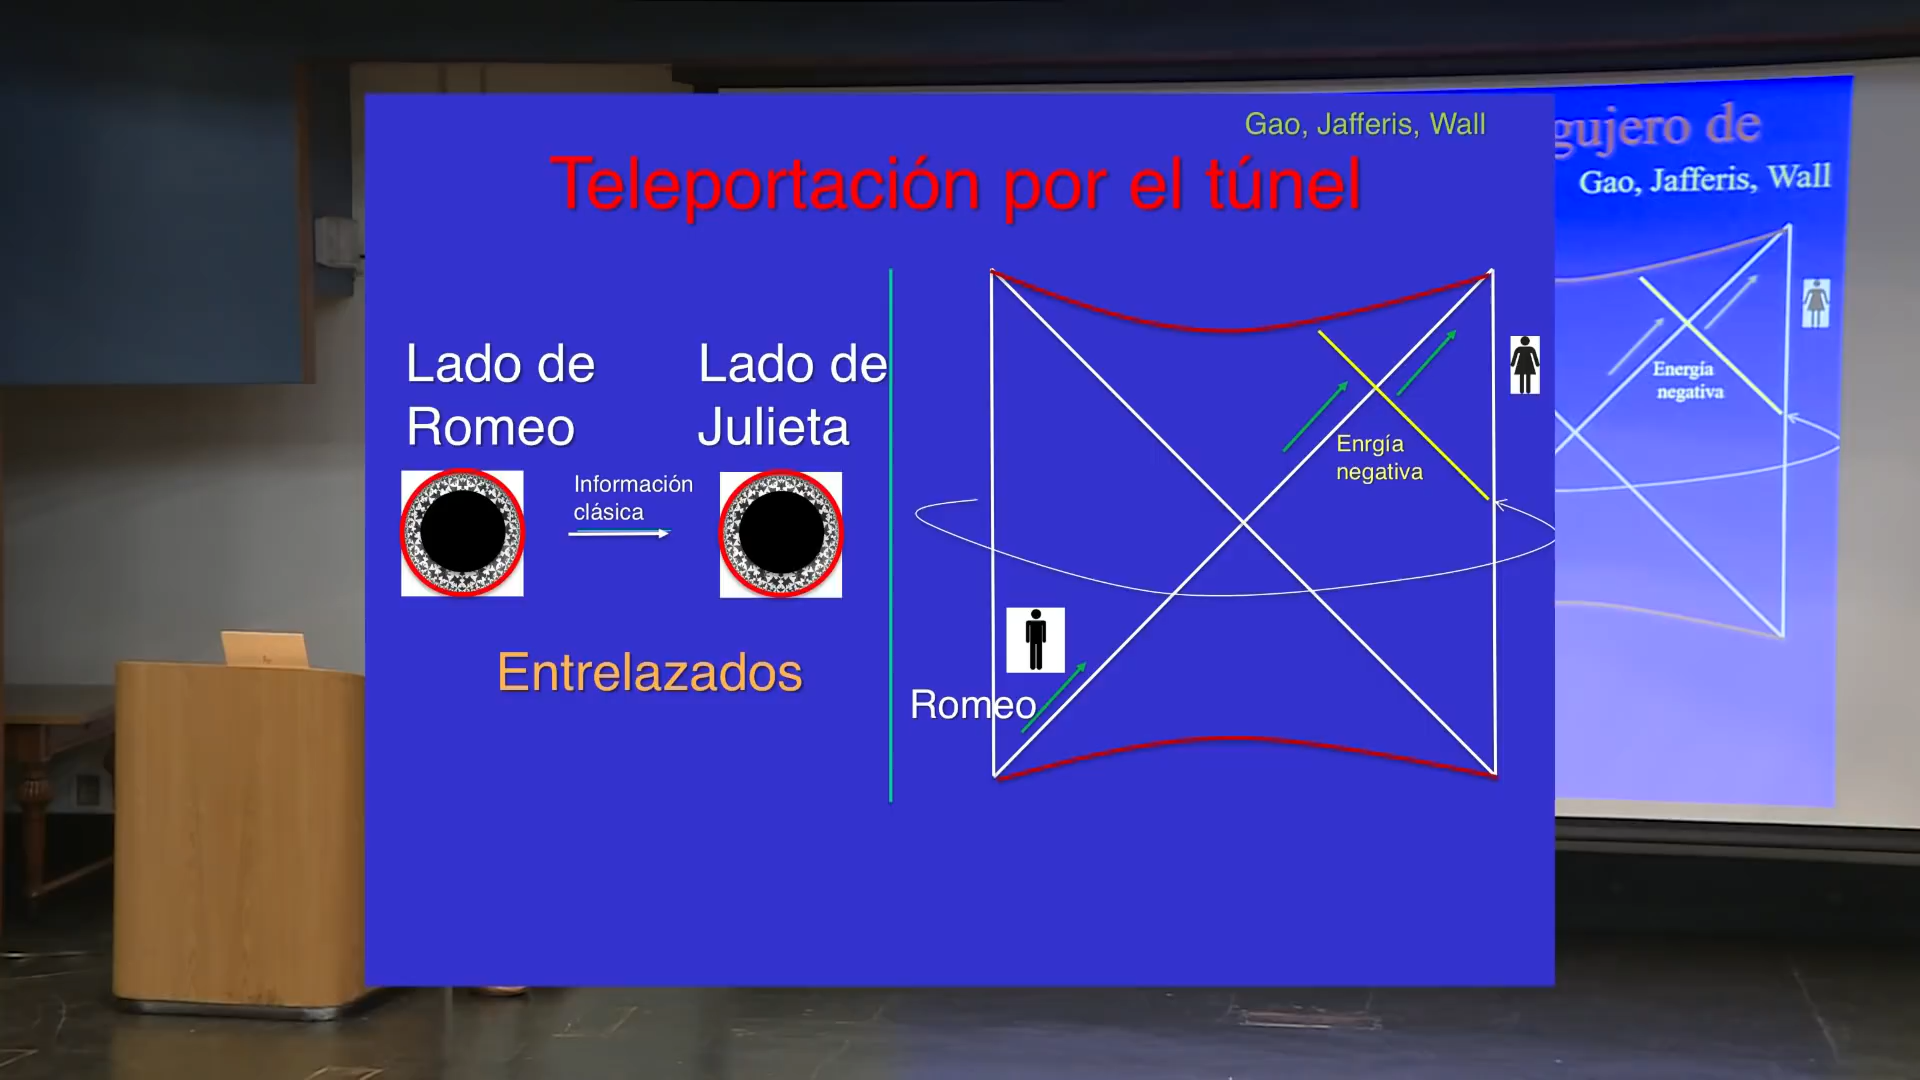 Gao, Jafferis, Wall
Teleportación por el túnel
Lado de
Romeo
Lado de
Julieta
Información
clásica
Entrelazados
Enrgía
negativa
Romeo
gujero de
Gao, Jafferis, Wall
Energía
negativa